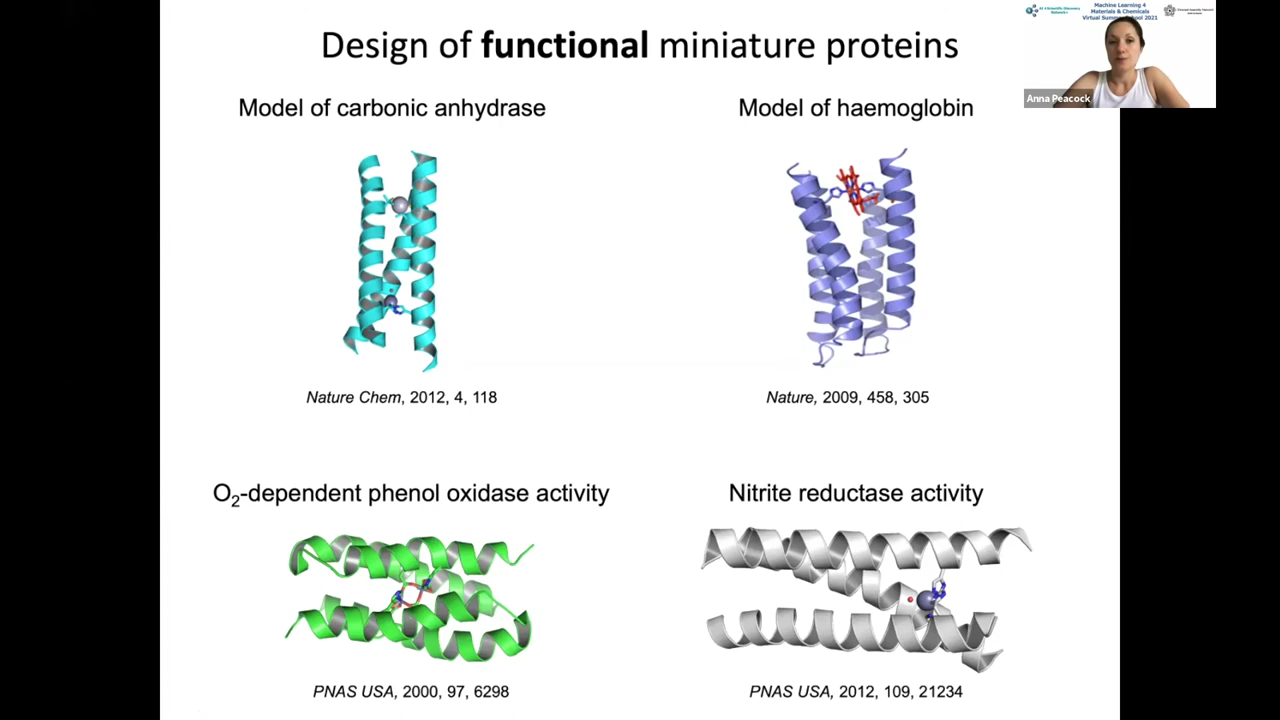 Design of functional miniature proteins
Machine Learning 4
Materials & Chemicals
Virtual Summer School 2021
Anna Peacock
Model of carbonic anhydrase
Model of haemoglobin
Nature Chem, 2012, 4, 118
Nature, 2009, 458, 305
O₂-dependent phenol oxidase activity
Nitrite reductase activity
PNAS USA, 2000, 97, 6298
PNAS USA, 2012, 109, 21234